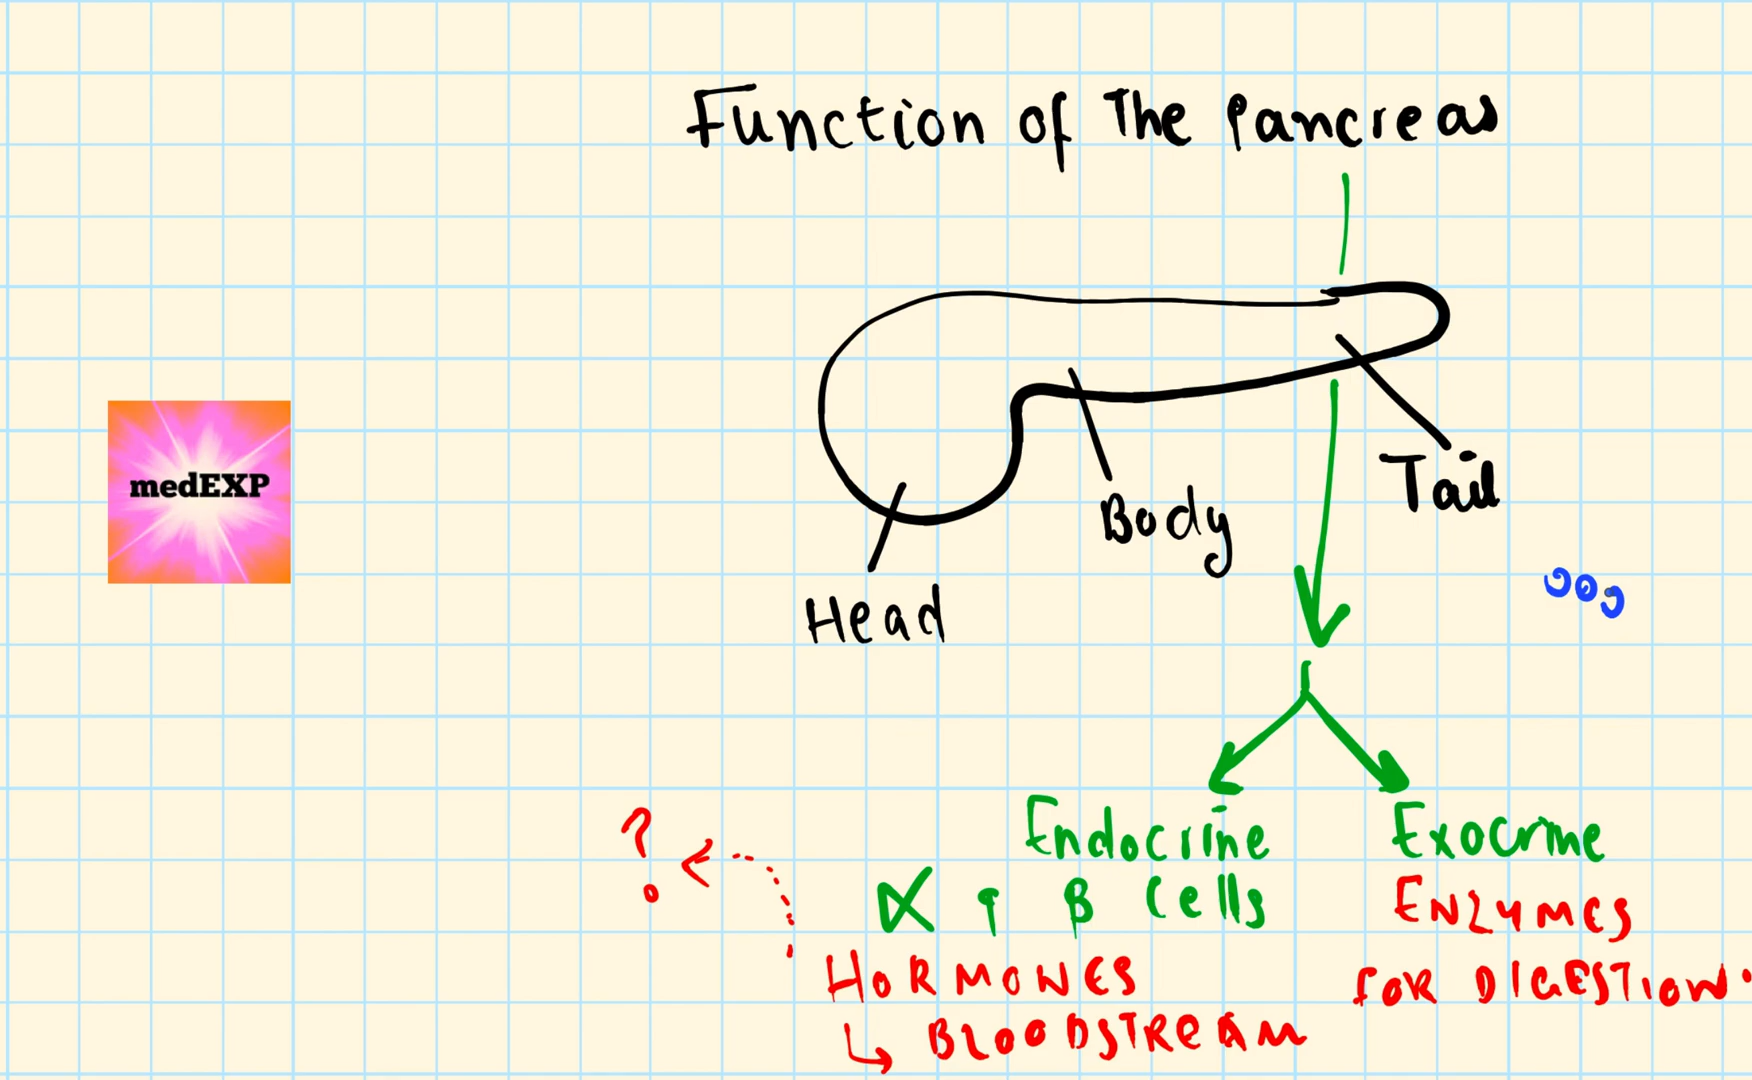 Function of The Pancreas
medEXP
Tail
Body
Head
Endocrine
Exocrine
? 
B Cells
ENZYMES
HORMONES
FOR DIGESTION.
↳ BLOODSTREAM